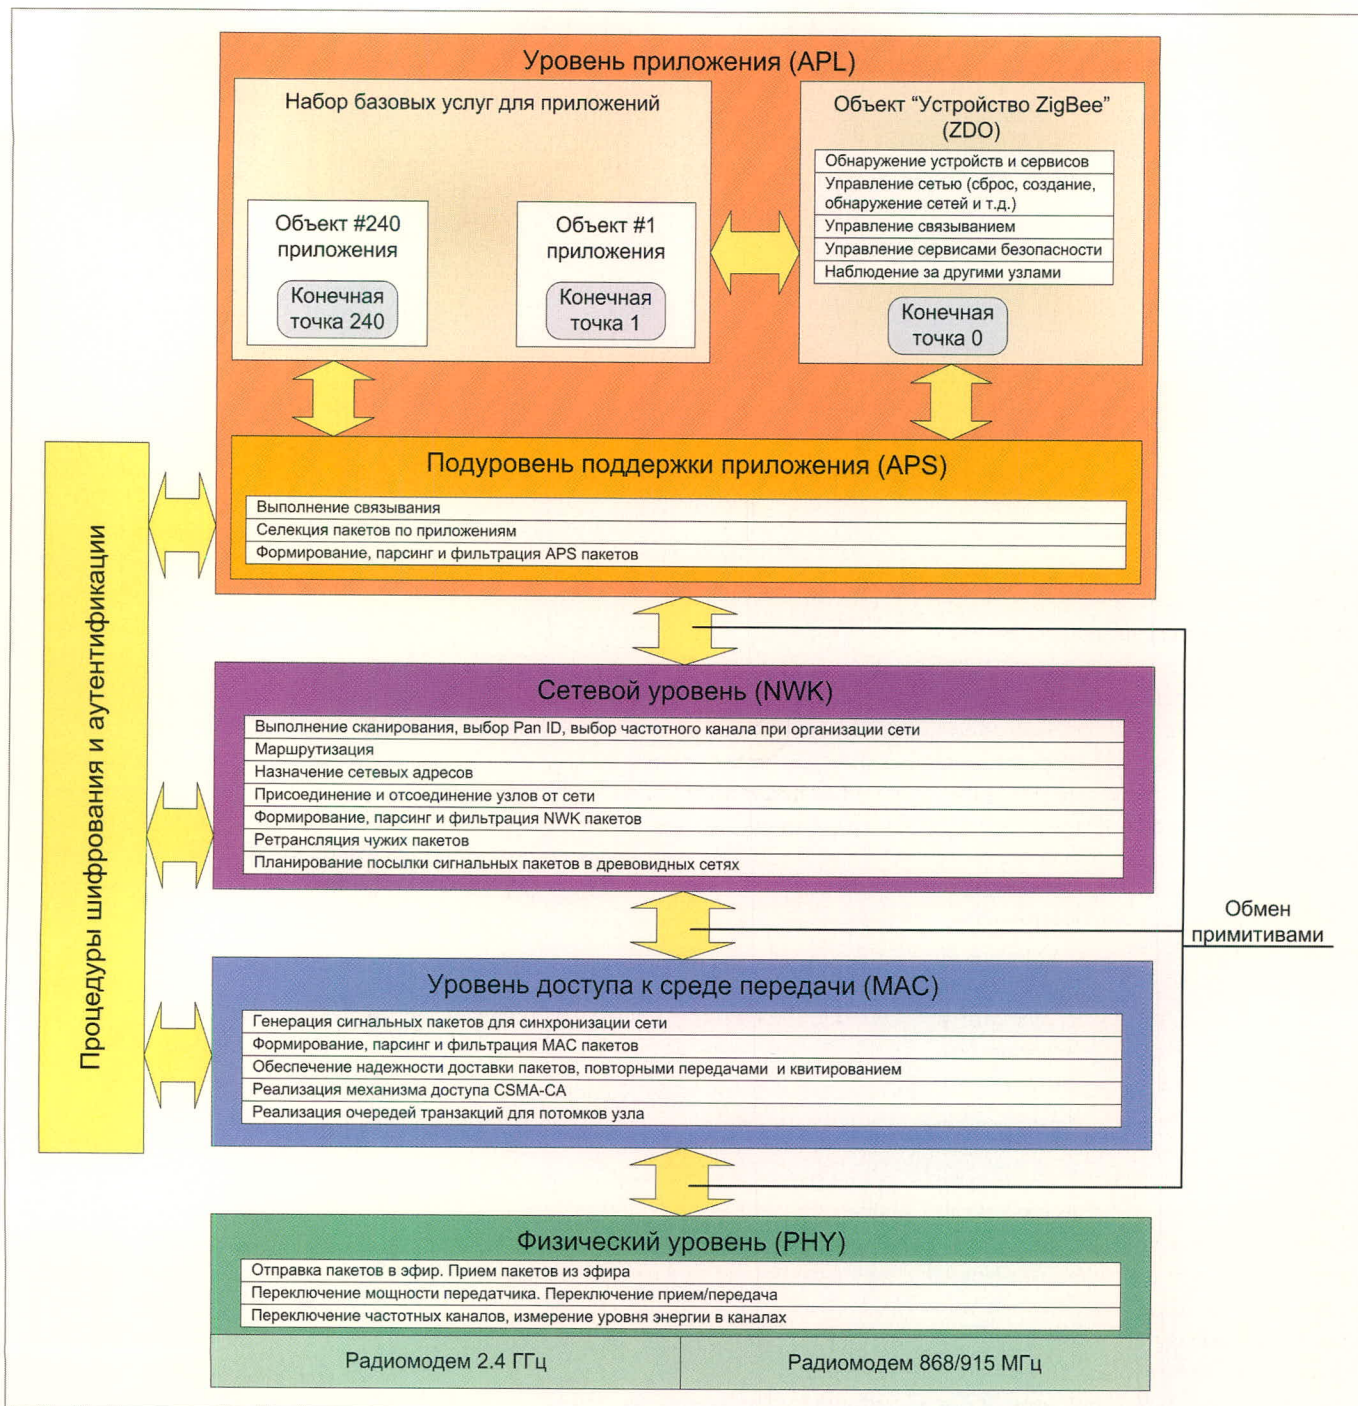 Уровень приложения (APL)
Набор базовых услуг для приложений
Объект #240
приложения
Конечная
точка 240
Объект #1
приложения
Конечная
точка 1
Объект “Устройство ZigBee”
(ZDO)
Обнаружение устройств и сервисов
Управление сетью (сброс, создание,
обнаружение сетей и т.д.)
Управление связыванием
Управление сервисами безопасности
Наблюдение за другими узлами
Конечная
точка 0
Подуровень поддержки приложения (APS)
Выполнение связывания
Селекция пакетов по приложениям
Формирование, парсинг и фильтрация APS пакетов
Процедуры шифрования и аутентификации
Сетевой уровень (NWK)
Выполнение сканирования, выбор Pan ID, выбор частотного канала при организации сети
Маршрутизация
Назначение сетевых адресов
Присоединение и отсоединение узлов от сети
Формирование, парсинг и фильтрация NWK пакетов
Ретрансляция чужих пакетов
Планирование посылки сигнальных пакетов в древовидных сетях
Обмен
примитивами
Уровень доступа к среде передачи (MAC)
Генерация сигнальных пакетов для синхронизации сети
Формирование, парсинг и фильтрация MAC пакетов
Обеспечение надежности доставки пакетов, повторными передачами и квитированием
Реализация механизма доступа CSMA-CA
Реализация очередей транзакций для потомков узла
Физический уровень (PHY)
Отправка пакетов в эфир. Прием пакетов из эфира
Переключение мощности передатчика. Переключение прием/передача
Переключение частотных каналов, измерение уровня энергии в каналах
Радиомодем 2.4 ГГц
Радиомодем 868/915 МГц